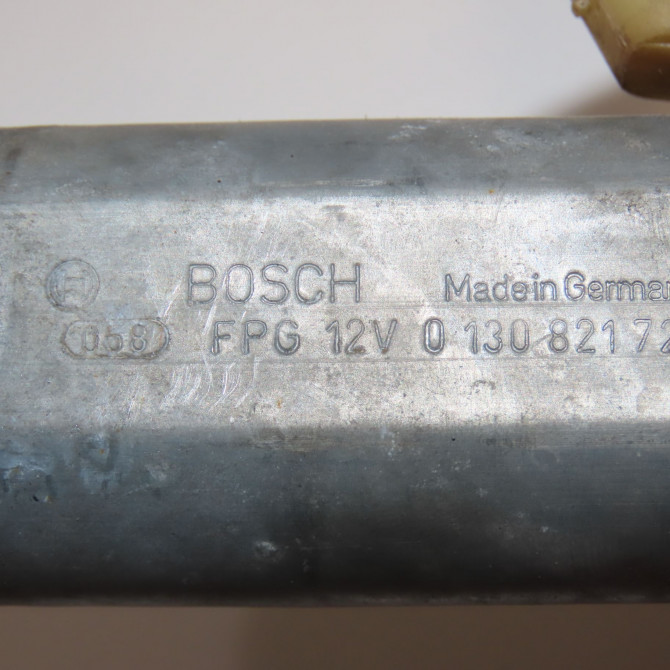 BOSCH Made in German
058 FPG 12V 0 130 821 72